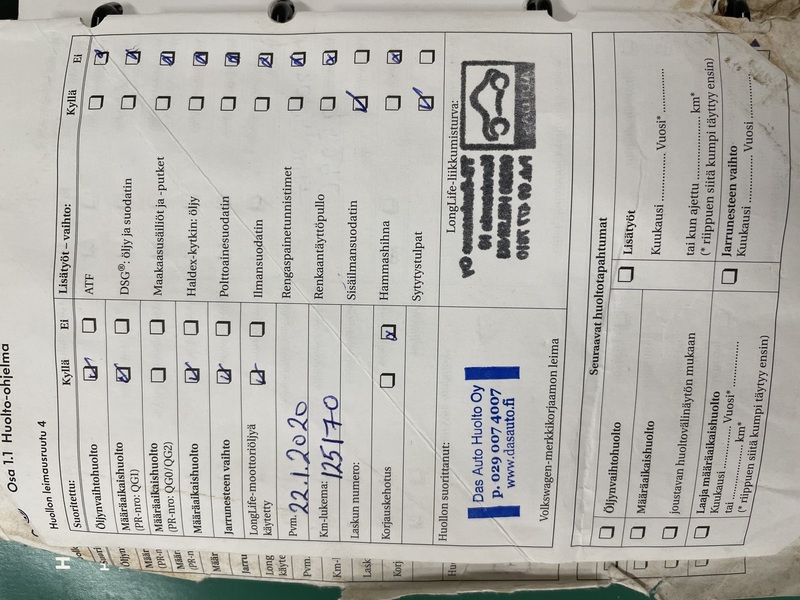 Osa 1.1 Huolto-ohjelma
Huollon leimausruutu 4
Suoritettu: Kyllä Ei
Öljynvaihtohuolto
Määräaikaishuolto
(PR-nro: QG1)
Määräaikaishuolto
(PR-nro: QG0/QG2)
Määräaikaishuolto
Jarrunesteen vaihto
LongLife-moottoriöljyä
käytetty
Pvm. 22.1.2020
Km-lukema: 125170
Laskun numero:
Korjauskehotus
Lisätyöt – vaihto: Kyllä Ei
ATF
DSG®: öljy ja suodatin
Maakaasusäiliöt ja -putket
Haldex-kytkin: öljy
Polttoainesuodatin
Ilmansuodatin
Rengaspainetunnistimet
Renkaantäyttöpullo
Sisäilmansuodatin
Hammashihna
Sytytystulpat
Huollon suorittanut:
Das Auto Huolto Oy
p. 029 007 4007
www.dasauto.fi
Volkswagen-merkkikorjaamon leima
LongLife-liikkumisturva:
Seuraavat huoltotapahtumat
Öljynvaihtohuolto
Määräaikaishuolto
joustavan huoltovälinäytön mukaan
Laaja määräaikaishuolto
Kuukausi ............ Vuosi* ............
tai .................... km*
(* riippuen siitä kumpi täytyy ensin)
Lisätyöt
Kuukausi ............ Vuosi* ............
tai kun ajettu ................ km*
(* riippuen siitä kumpi täyttyy ensin)
Jarrunesteen vaihto
Kuukausi ............ Vuosi ............